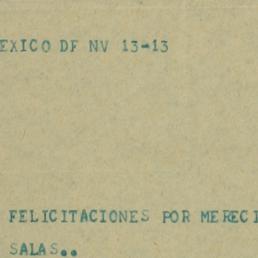 EXICO DF NV 13-13
FELICITACIONES POR MERECI
SALAS..